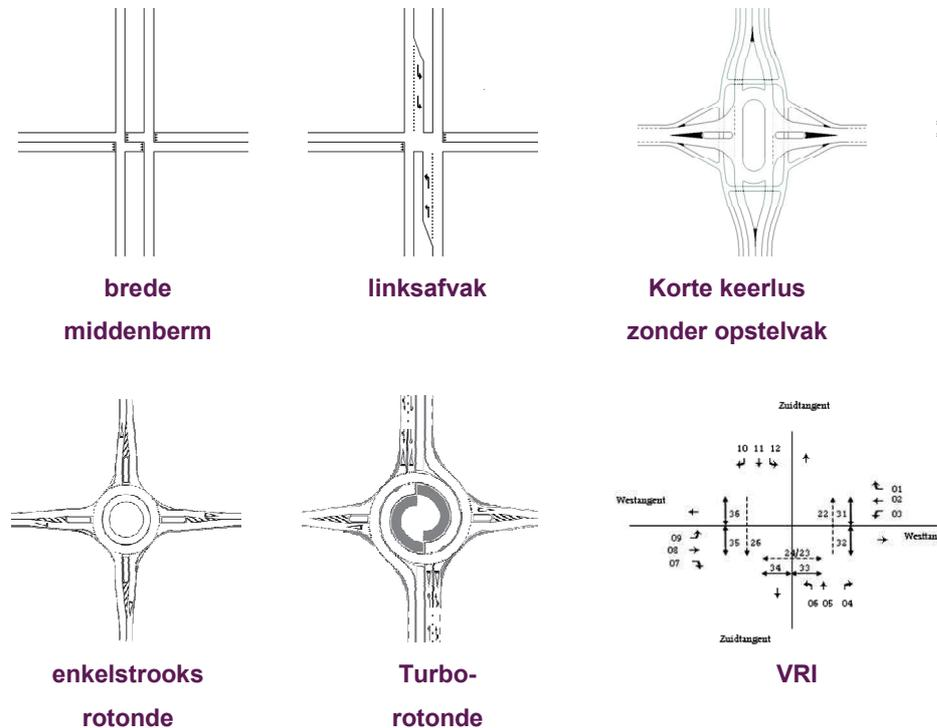 brede
middenberm
linksafvak
Korte keerlus
zonder opstelvak
Zuidtangent
10 11 12
01
02
03
Westangent
36
22 31
35 26
32
09
08
07
Westtan
24/23
34 33
06 05 04
Zuidtangent
enkelstrooks
rotonde
Turbo-
rotonde
VRI